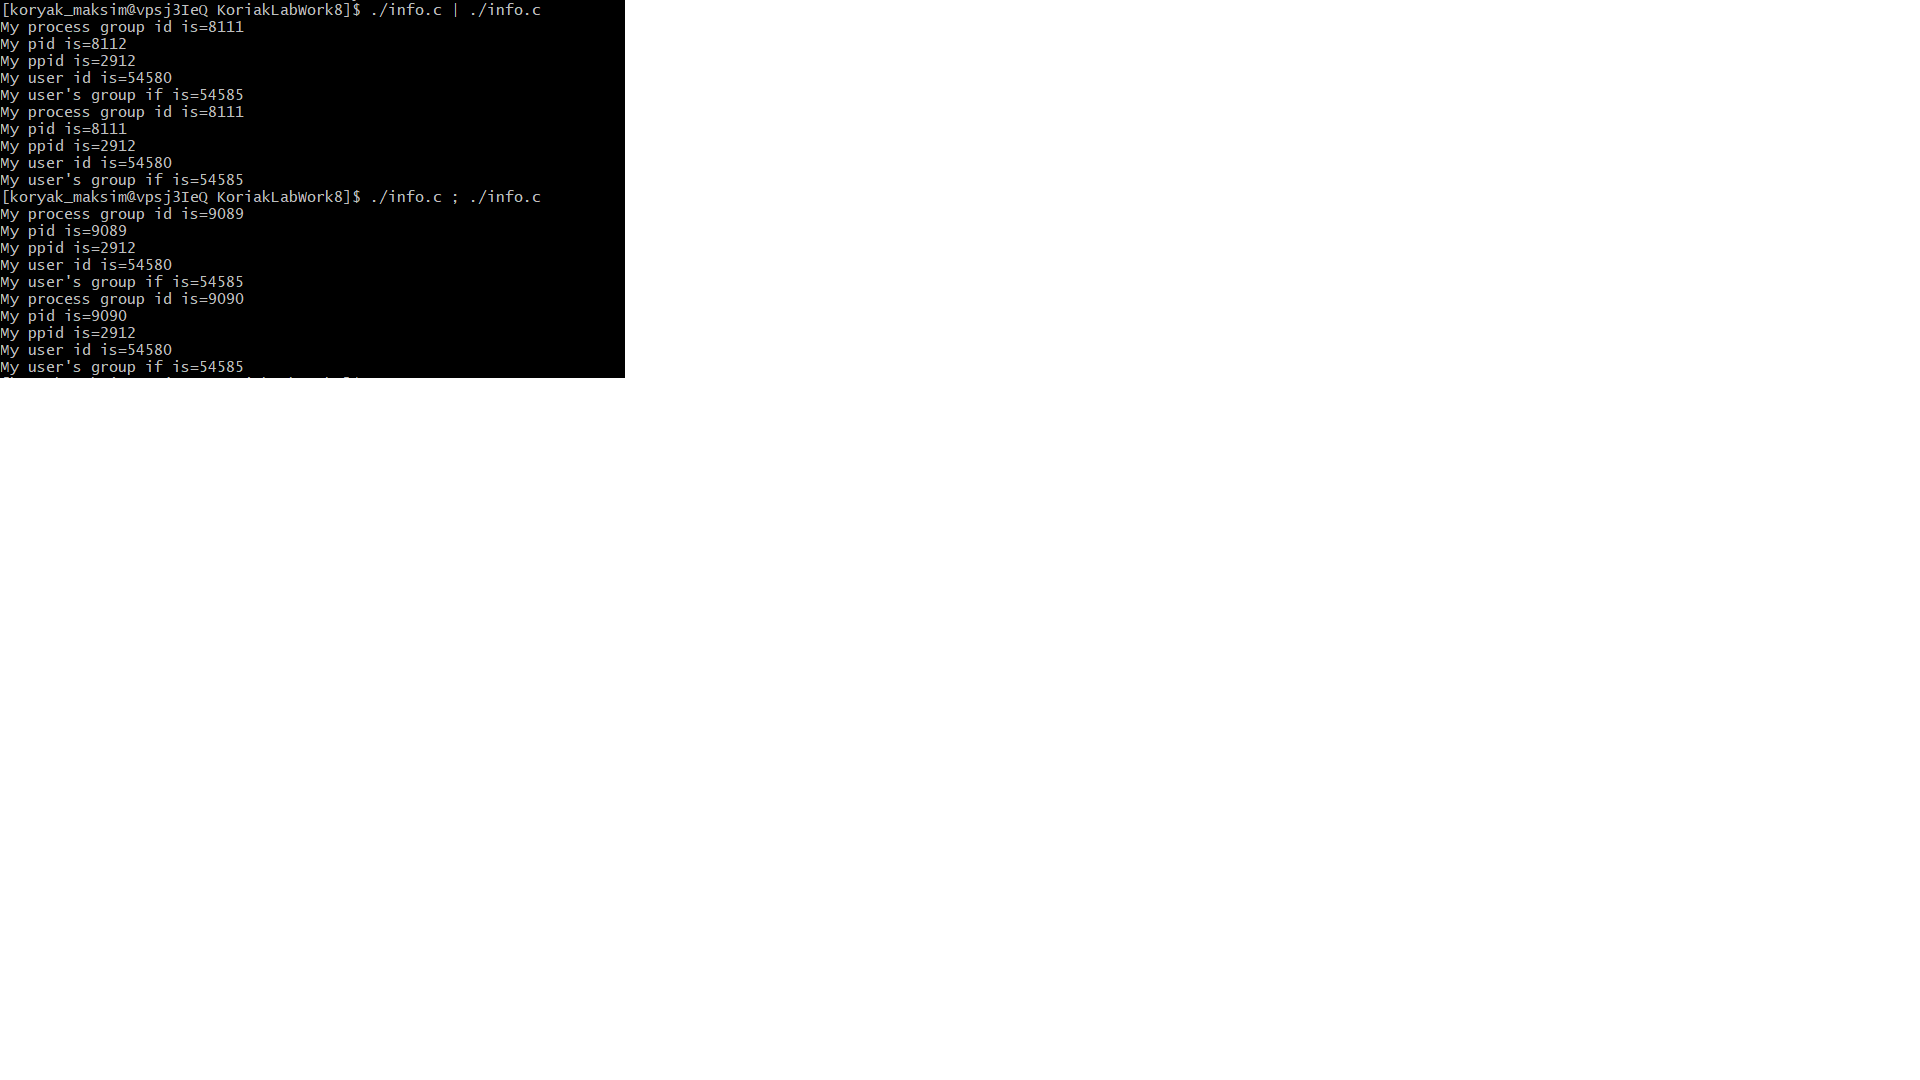 [koryak_maksim@vpsj3IeQ KoriakLabWork8]$ ./info.c | ./info.c
My process group id is=8111
My pid is=8112
My ppid is=2912
My user id is=54580
My user's group if is=54585
My process group id is=8111
My pid is=8111
My ppid is=2912
My user id is=54580
My user's group if is=54585
[koryak_maksim@vpsj3IeQ KoriakLabWork8]$ ./info.c ; ./info.c
My process group id is=9089
My pid is=9089
My ppid is=2912
My user id is=54580
My user's group if is=54585
My process group id is=9090
My pid is=9090
My ppid is=2912
My user id is=54580
My user's group if is=54585